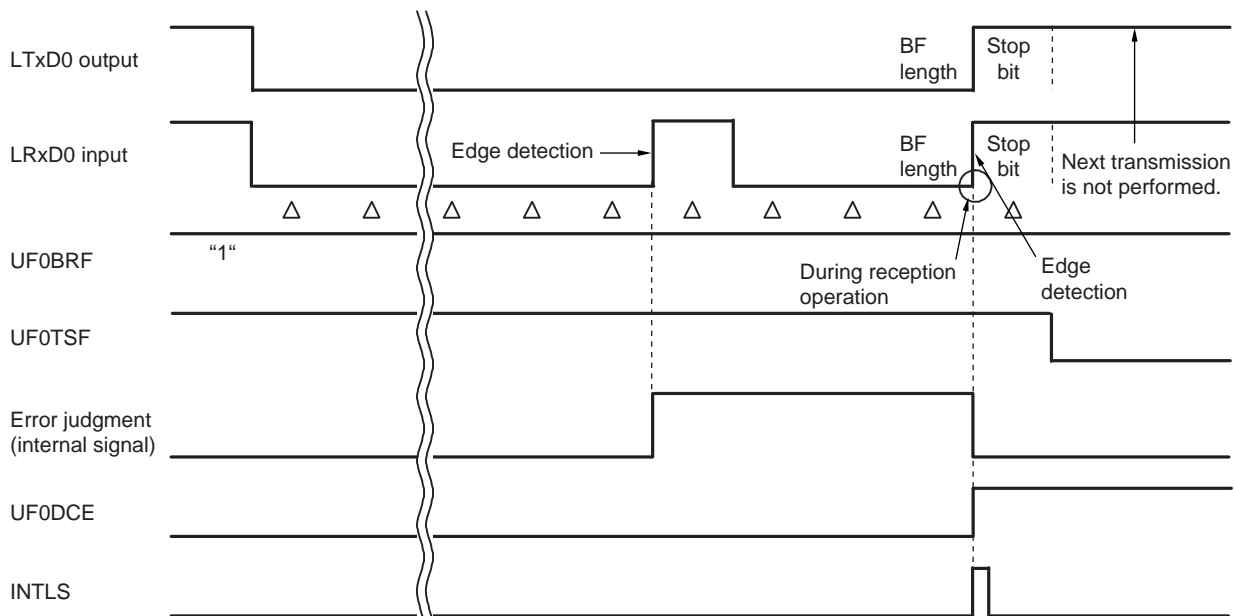 LTxD0 output
BF
length
Stop
bit
LRxD0 input
Edge detection
BF
length
Stop
bit
Next transmission
is not performed.
UF0BRF
“1“
During reception
operation
Edge
detection
UF0TSF
Error judgment
(internal signal)
UF0DCE
INTLS